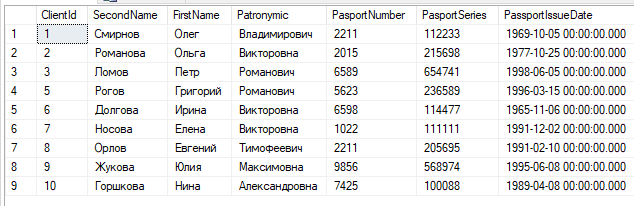 ClientId SecondName FirstName Patronymic PasportNumber PasportSeries PassportIssueDate
1 1 Смирнов Олег Владимирович 2211 112233 1969-10-05 00:00:00.000
2 2 Романова Ольга Викторовна 2015 215698 1977-10-25 00:00:00.000
3 3 Ломов Петр Романович 6589 654741 1998-06-05 00:00:00.000
4 5 Рогов Григорий Романович 5623 236589 1996-03-15 00:00:00.000
5 6 Долгова Ирина Викторовна 6598 114477 1965-11-06 00:00:00.000
6 7 Носова Елена Викторовна 1022 111111 1991-12-02 00:00:00.000
7 8 Орлов Евгений Тимофеевич 2211 205695 1991-02-10 00:00:00.000
8 9 Жукова Юлия Максимовна 9856 568974 1995-06-08 00:00:00.000
9 10 Горшкова Нина Александровна 7425 100088 1989-04-08 00:00:00.000